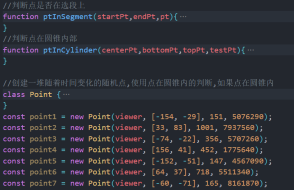 //判断点是否在选段上
function ptInSegment(startPt,endPt,pt){…
}
//判断点在圆锥内部
function ptInCylinder(centerPt,bottomPt,topPt,testPt){…
}
//创建一堆随着时间变化的随机点,使用点在圆锥内的判断,如果点在圆锥内
class Point {…
}
const point1 = new Point(viewer, [-154, -29], 151, 5076290);
const point2 = new Point(viewer, [33, 83], 1001, 7937560);
const point3 = new Point(viewer, [-74, -22], 356, 5707260);
const point4 = new Point(viewer, [156, 41], 452, 1775640);
const point5 = new Point(viewer, [-152, -51], 147, 4567090);
const point6 = new Point(viewer, [64, 37], 718, 5511340);
const point7 = new Point(viewer, [-60, -71], 165, 8161870);